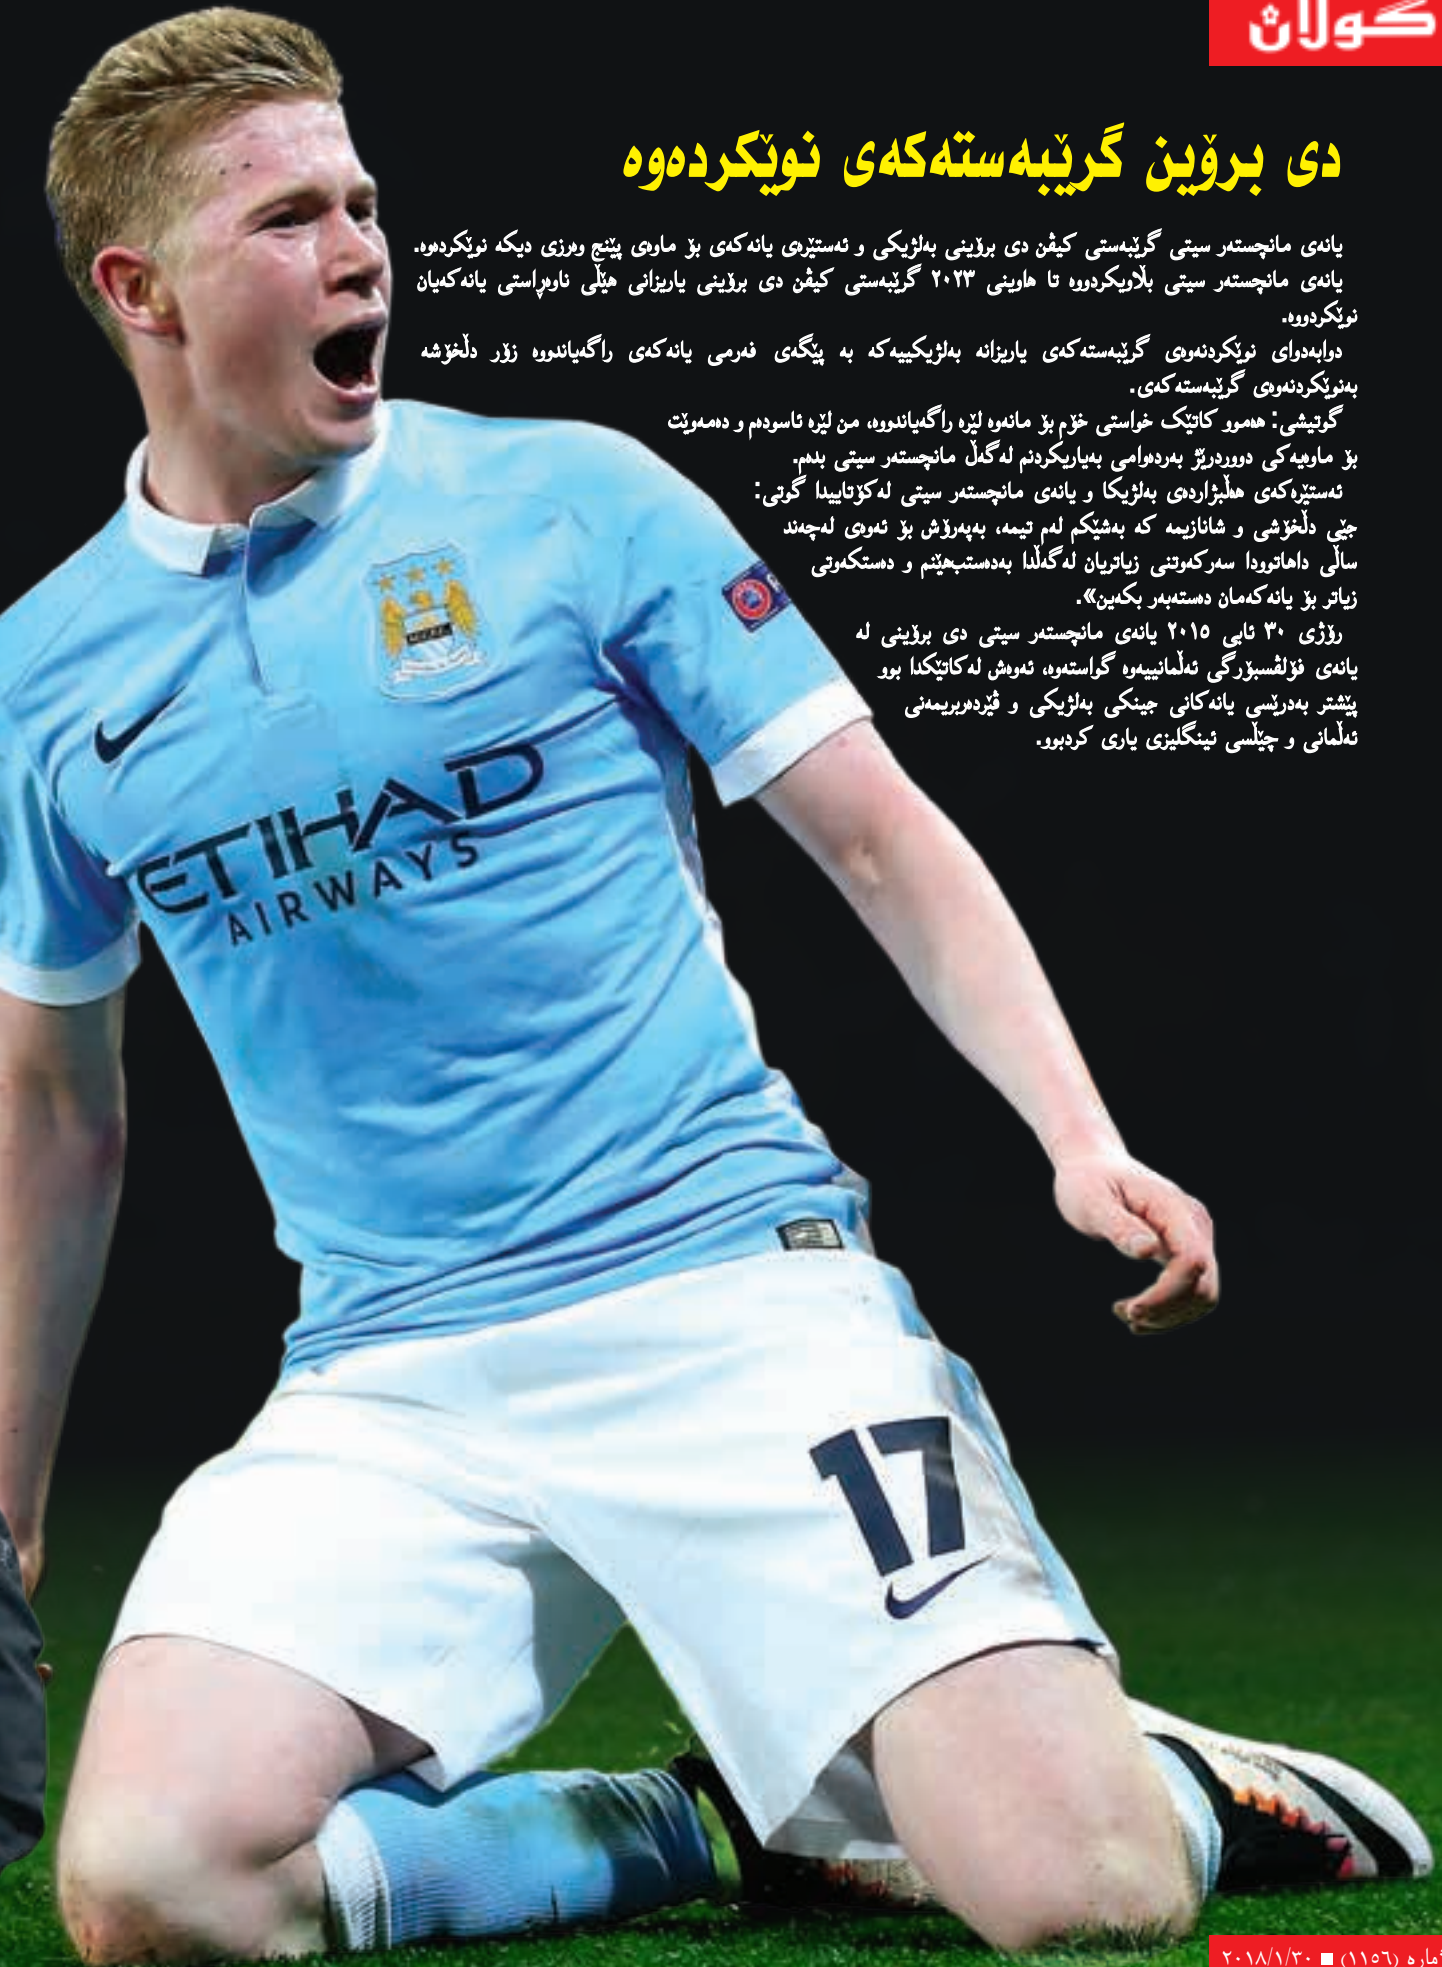 گولان
دی برۆین گرێبەستەکەی نوێکردەوە
یانەی مانچستەر سیتی گرێبەستی کیڤن دی برۆینی بەلژیکی و ئەستێرەی یانەکەی بۆ ماوەی پێنج وەرزی دیکە نوێکردەوە.
یانەی مانچستەر سیتی بڵاویکردووە تا هاوینی ٢٠٢٣ گرێبەستی کیڤن دی برۆینی یاریزانی هێڵی ناوەڕاستی یانەکەیان
نوێکردووە.
دوابەدوای نوێکردنەوەی گرێبەستەکەی یاریزانە بەلژیکییەکە بە پێگەی فەرمی یانەکەی راگەیاندووە زۆر دڵخۆشە
بەنوێکردنەوەی گرێبەستەکەی.
گوتیشی: هەموو کاتێک خواستی خۆم بۆ مانەوە لێرە راگەیاندووە، من لێرە ئاسودەم و دەمەوێت
بۆ ماوەیەکی دووردرێژ بەردەوامی بەیاریکردنم لەگەڵ مانچستەر سیتی بدەم.
ئەستێرەکەی هەڵبژاردەی بەلژیکا و یانەی مانچستەر سیتی لەکۆتاییدا گوتی:
جێی دڵخۆشی و شانازیمە کە بەشێکم لەم تیمە، بەپەرۆش بۆ ئەوەی لەچەند
ساڵی داهاتوودا سەرکەوتنی زیاتریان لەگەڵدا بەدەستبهێنم و دەستکەوتی
زیاتر بۆ یانەکەمان دەستەبەر بکەین».
رۆژی ٣٠ ئابی ٢٠١٥ یانەی مانچستەر سیتی دی برۆینی لە
یانەی فۆلڤسبۆرگی ئەڵمانییەوە گواستەوە، ئەوەش لەکاتێکدا بوو
پێشتر بەدرێسی یانەکانی جینکی بەلژیکی و ڤێردەربریمەنی
ئەڵمانی و چێڵسی ئینگلیزی یاری کردبوو.
ETIHAD
AIRWAYS
17
ژمارە (١١٥٦) ■ ٢٠١٨/١/٣٠